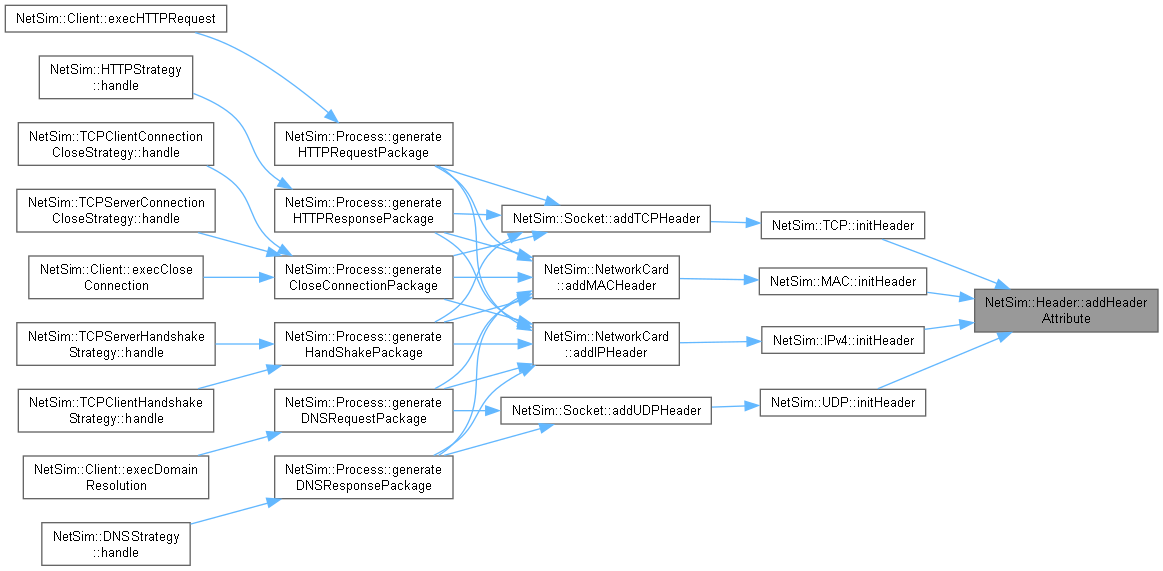 NetSim::Client::execHTTPRequest
NetSim::HTTPStrategy
::handle
NetSim::TCPClientConnection
CloseStrategy::handle
NetSim::TCPServerConnection
CloseStrategy::handle
NetSim::Client::execClose
Connection
NetSim::TCPServerHandshake
Strategy::handle
NetSim::TCPClientHandshake
Strategy::handle
NetSim::Client::execDomain
Resolution
NetSim::DNSStrategy
::handle
NetSim::Process::generate
HTTPRequestPackage
NetSim::Process::generate
HTTPResponsePackage
NetSim::Process::generate
CloseConnectionPackage
NetSim::Process::generate
HandShakePackage
NetSim::Process::generate
DNSRequestPackage
NetSim::Process::generate
DNSResponsePackage
NetSim::Socket::addTCPHeader
NetSim::NetworkCard
::addMACHeader
NetSim::NetworkCard
::addIPHeader
NetSim::Socket::addUDPHeader
NetSim::TCP::initHeader
NetSim::MAC::initHeader
NetSim::IPv4::initHeader
NetSim::UDP::initHeader
NetSim::Header::addHeader
Attribute